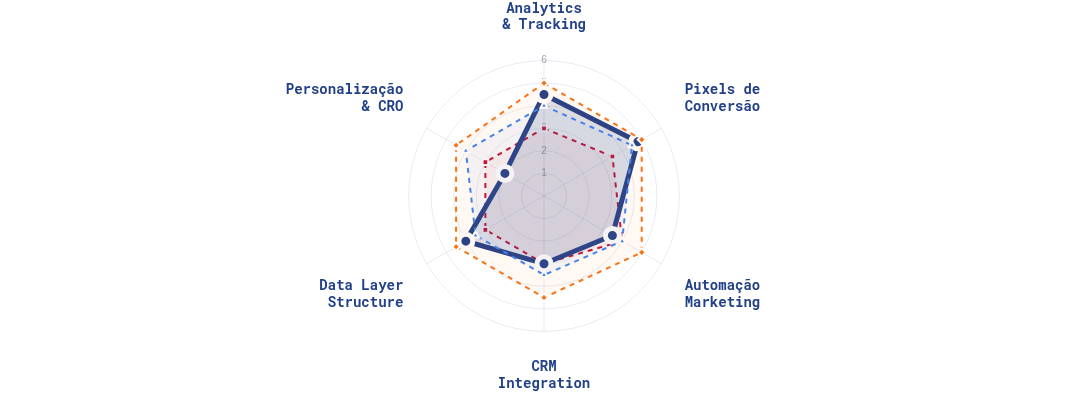 Analytics
& Tracking
6
Personalização
& CRO
Pixels de
Conversão
2
1
Data Layer
Structure
Automação
Marketing
CRM
Integration